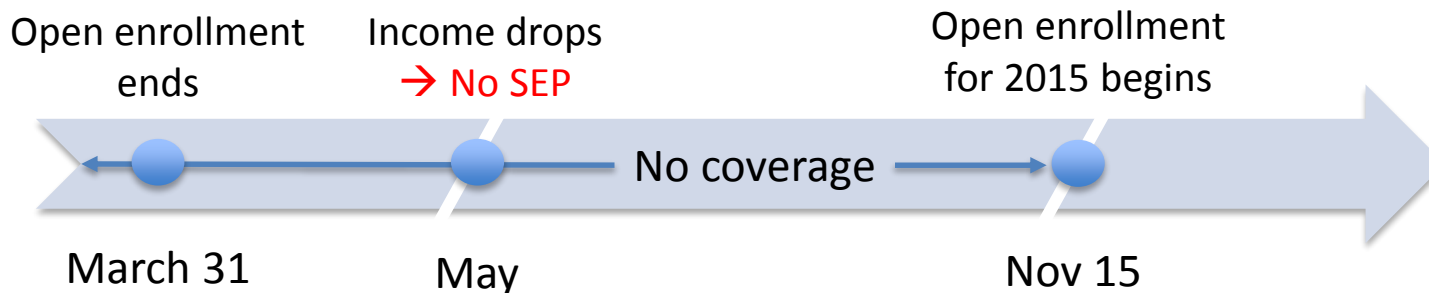 Open enrollment
ends
Income drops
→ No SEP
Open enrollment
for 2015 begins
No coverage
March 31
May
Nov 15